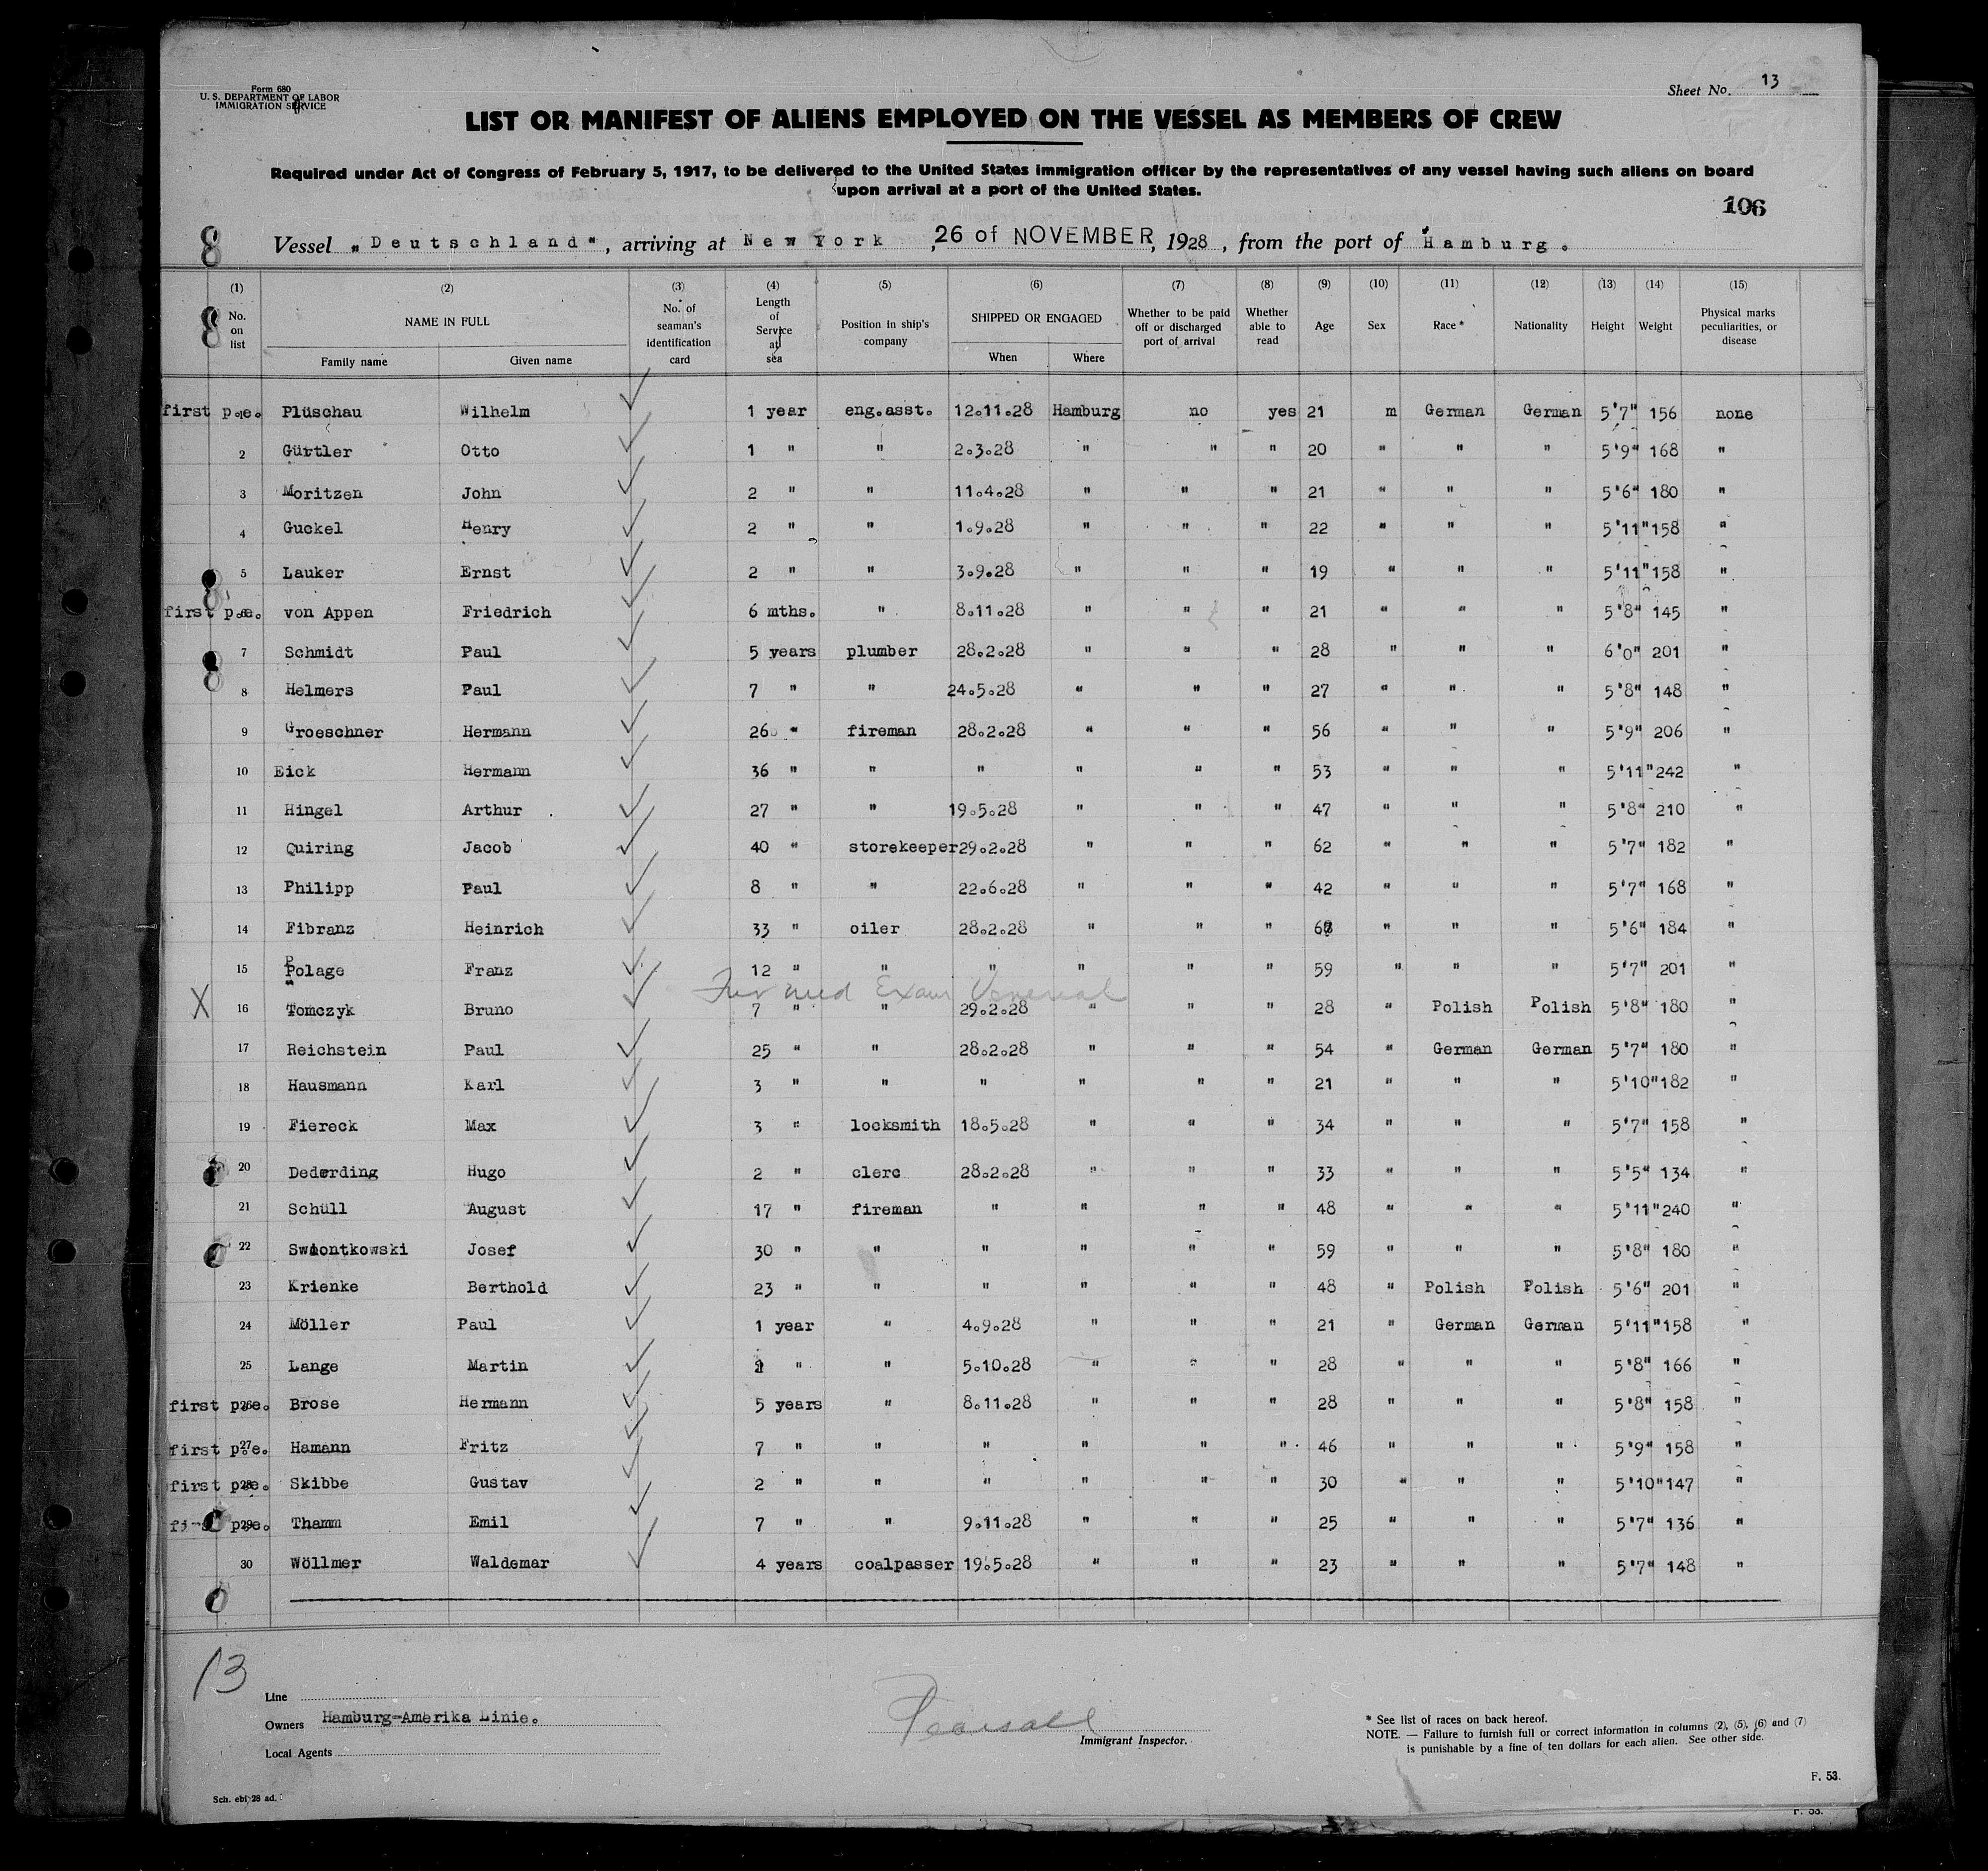 Form 680
U. S. DEPARTMENT OF LABOR
IMMIGRATION SERVICE
Sheet No. 13
LIST OR MANIFEST OF ALIENS EMPLOYED ON THE VESSEL AS MEMBERS OF CREW
Required under Act of Congress of February 5, 1917, to be delivered to the United States immigration officer by the representatives of any vessel having such aliens on board
upon arrival at a port of the United States.
106
Vessel „Deutschland“, arriving at New York, 26 of NOVEMBER, 1928, from the port of Hamburg.
(1) (2) (3) (4) (5) (6) (7) (8) (9) (10) (11) (12) (13) (14) (15)
No. on list NAME IN FULL Family name Given name No. of seaman's identification card Length of Service at sea Position in ship's company SHIPPED OR ENGAGED When Where Whether to be paid off or discharged port of arrival Whether able to read Age Sex Race* Nationality Height Weight Physical marks peculiarities, or disease
first p.e. 1 Plüschau Wilhelm 1 year eng.asst. 12.11.28 Hamburg no yes 21 m German German 5'7" 156 none
2 Gürtler Otto 1 " " 2.3.28 " " " 20 " " " 5'9" 168 "
3 Moritzen John 2 " " 11.4.28 " " " 21 " " " 5'6" 180 "
4 Guckel Henry 2 " " 1.9.28 " " " 22 " " " 5'11" 158 "
5 Lauker Ernst 2 " " 3.9.28 " " " 19 " " " 5'11" 158 "
first p.e. 6 von Appen Friedrich 6 mths. " 8.11.28 " " " 21 " " " 5'8" 145 "
7 Schmidt Paul 5 years plumber 28.2.28 " " " 28 " " " 6'0" 201 "
8 Helmers Paul 7 " " 24.5.28 " " " 27 " " " 5'8" 148 "
9 Groeschner Hermann 26 " fireman 28.2.28 " " " 56 " " " 5'9" 206 "
10 Eick Hermann 36 " " " " " " 53 " " " 5'11" 242 "
11 Hingel Arthur 27 " " 19.5.28 " " " 47 " " " 5'8" 210 "
12 Quiring Jacob 40 " storekeeper 29.2.28 " " " 62 " " " 5'7" 182 "
13 Philipp Paul 8 " " 22.6.28 " " " 42 " " " 5'7" 168 "
14 Fibranz Heinrich 33 " oiler 28.2.28 " " " " " " 5'6" 184 "
15 Polage Franz 12 " " " " " " 59 " " " 5'7" 201 "
Exam Venereal
X 16 Tomczyk Bruno 7 " " 29.2.28 " " " 28 " Polish Polish 5'8" 180 "
17 Reichstein Paul 25 " " 28.2.28 " " " 54 " German German 5'7" 180 "
18 Hausmann Karl 3 " " " " " " 21 " " " 5'10" 182 "
19 Fiereck Max 3 " locksmith 18.5.28 " " " 34 " " " 5'7" 158 "
20 Dederding Hugo 2 " clerc 28.2.28 " " " 33 " " " 5'5" 134 "
21 Schüll August 17 " fireman " " " " 48 " " " 5'11" 240 "
22 Swiontkowski Josef 30 " " " " " " 59 " " " 5'8" 180 "
23 Krienke Berthold 23 " " " " " " 48 " Polish Polish 5'6" 201 "
24 Möller Paul 1 year " 4.9.28 " " " 21 " German German 5'11" 158 "
25 Lange Martin " " 5.10.28 " " " 28 " " " 5'8" 166 "
first p.e. 26 Brose Hermann 5 years " 8.11.28 " " " 28 " " " 5'8" 158 "
first p.e. 27 Hamann Fritz 7 " " " " " " 46 " " " 5'9" 158 "
first p.e. 28 Skibbe Gustav 2 " " " " " " 30 " " " 5'10" 147 "
first p.e. 29 Thamm Emil 7 " " 9.11.28 " " " 25 " " " 5'7" 136 "
30 Wöllmer Waldemar 4 years coalpasser 19.5.28 " " " 23 " " " 5'7" 148 "
13
Line
Owners Hamburg-Amerika Linie.
Local Agents
Pearsall
Immigrant Inspector.
* See list of races on back hereof.
NOTE. — Failure to furnish full or correct information in columns (2), (5), (6) and (7)
is punishable by a fine of ten dollars for each alien. See other side.
F. 53.
Sch. ebl 28 ad.
F. 53.